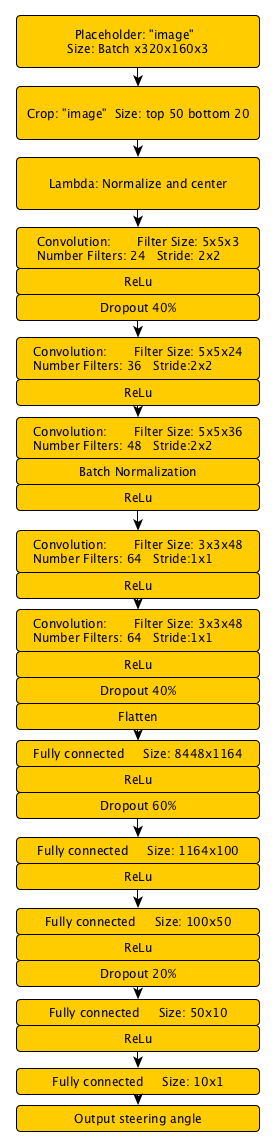 Placeholder: "image"
Size: Batch x320x160x3
Crop: "image" Size: top 50 bottom 20
Lambda: Normalize and center
Convolution: Filter Size: 5x5x3
Number Filters: 24 Stride: 2x2
ReLu
Dropout 40%
Convolution: Filter Size: 5x5x24
Number Filters: 36 Stride:2x2
ReLu
Convolution: Filter Size: 5x5x36
Number Filters: 48 Stride:2x2
Batch Normalization
ReLu
Convolution: Filter Size: 3x3x48
Number Filters: 64 Stride:1x1
ReLu
Convolution: Filter Size: 3x3x48
Number Filters: 64 Stride:1x1
ReLu
Dropout 40%
Flatten
Fully connected Size: 8448x1164
ReLu
Dropout 60%
Fully connected Size: 1164x100
ReLu
Fully connected Size: 100x50
ReLu
Dropout 20%
Fully connected Size: 50x10
ReLu
Fully connected Size: 10x1
Output steering angle